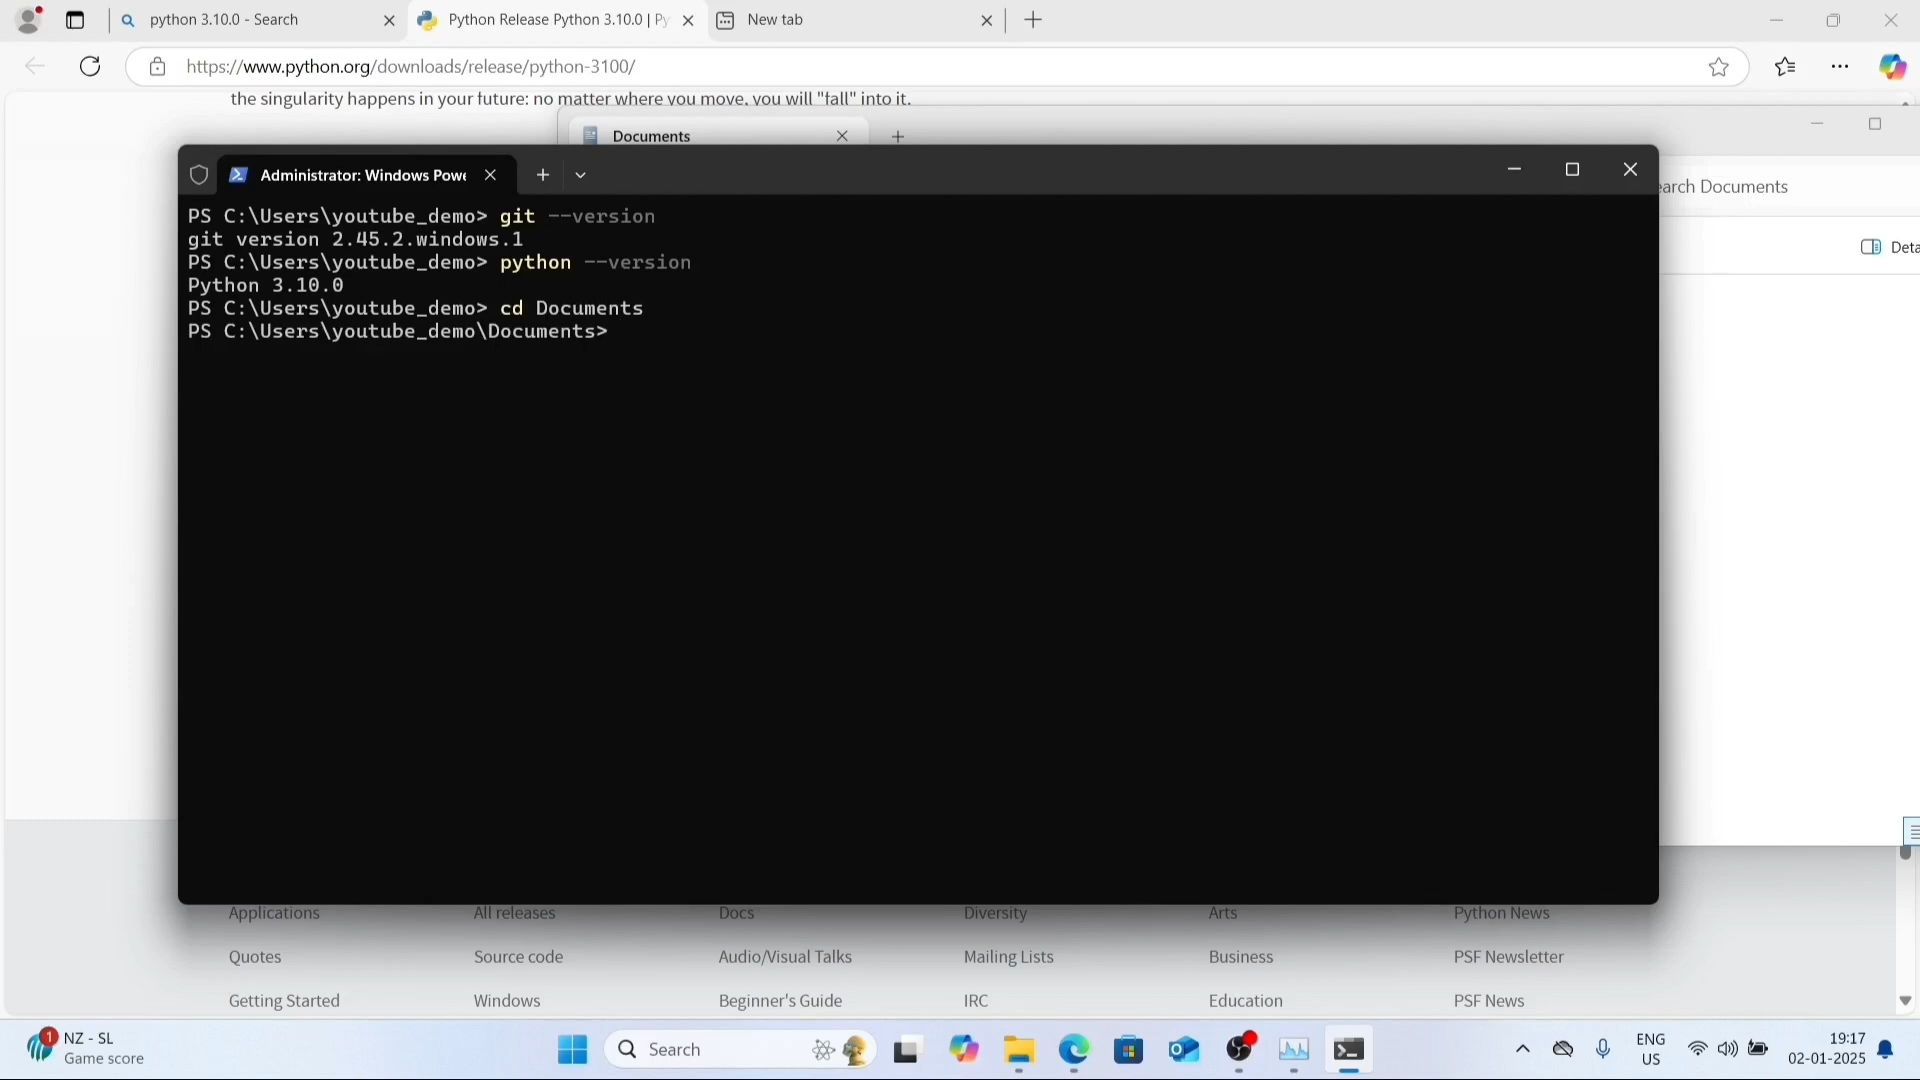 python 3.10.0 - Search
Python Release Python 3.10.0 | Py
New tab
https://www.python.org/downloads/release/python-3100/
the singularity happens in your future: no matter where you move, you will "fall" into it.
Documents
Administrator: Windows Powe
earch Documents
Deta
PS C:\Users\youtube_demo> git --version
git version 2.45.2.windows.1
PS C:\Users\youtube_demo> python --version
Python 3.10.0
PS C:\Users\youtube_demo> cd Documents
PS C:\Users\youtube_demo\Documents>
Applications All releases Docs Diversity Arts Python News
Quotes Source code Audio/Visual Talks Mailing Lists Business PSF Newsletter
Getting Started Windows Beginner's Guide IRC Education PSF News
1
NZ - SL
Game score
Search
ENG
US
19:17
02-01-2025